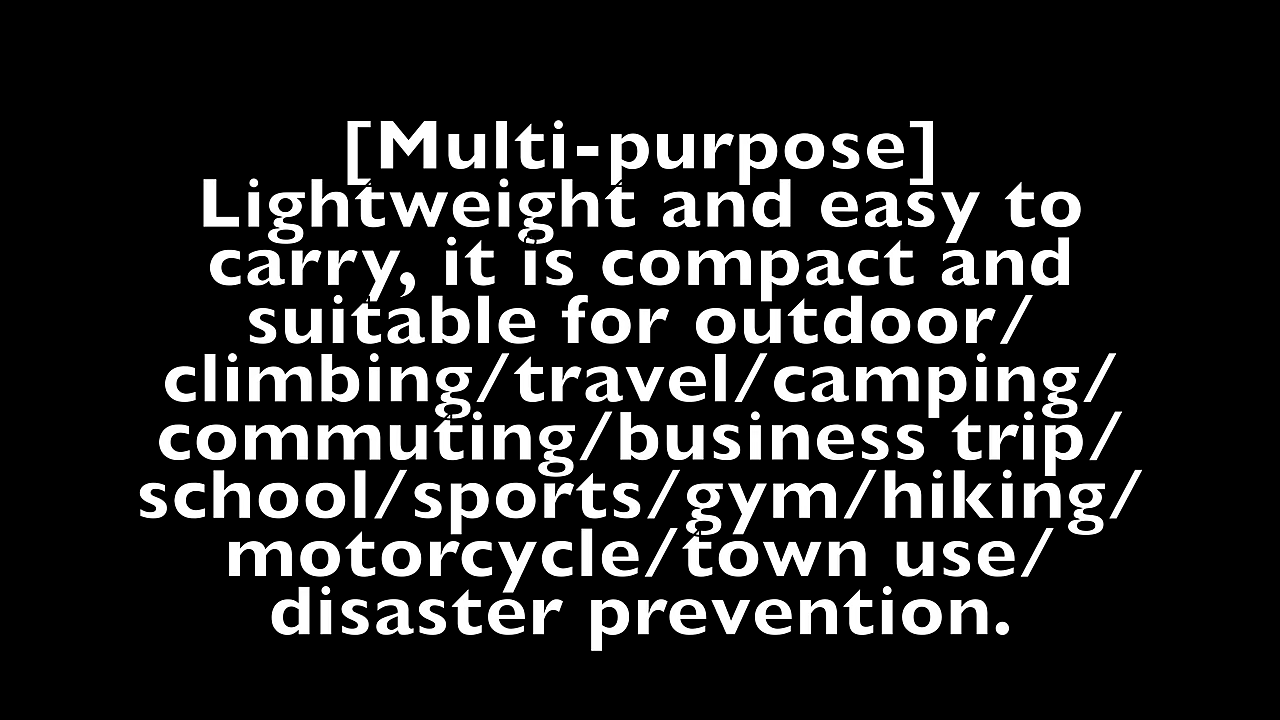 [Multi-purpose]
Lightweight and easy to
carry, it is compact and
suitable for outdoor/
climbing/travel/camping/
commuting/business trip/
school/sports/gym/hiking/
motorcycle/town use/
disaster prevention.